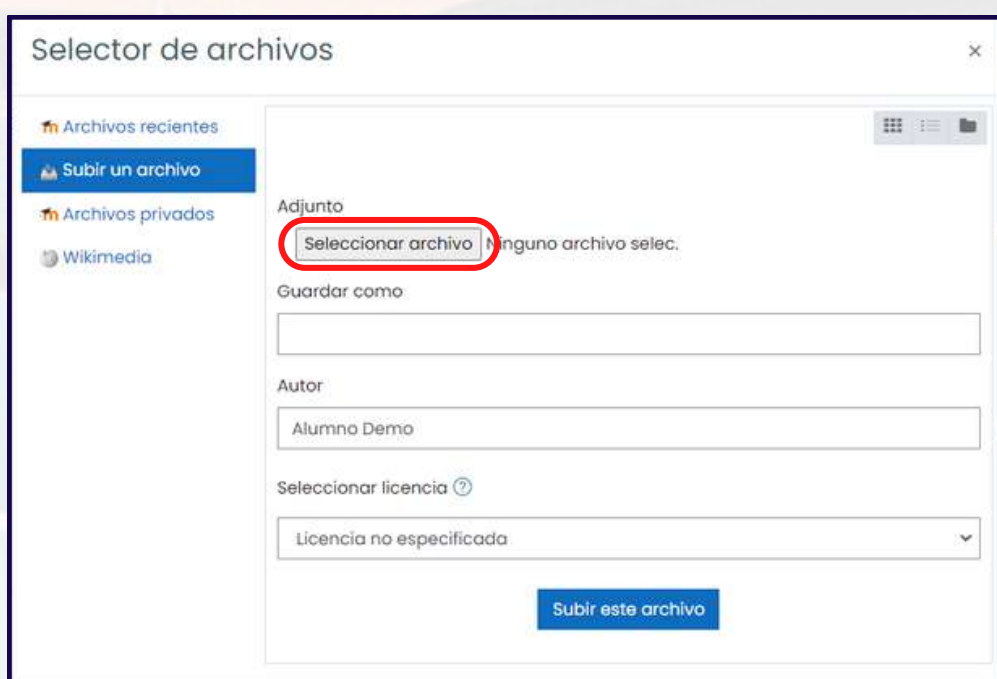 Selector de archivos
×
Archivos recientes
Subir un archivo
Archivos privados
Wikimedia
Adjunto
Seleccionar archivo Ninguno archivo selec.
Guardar como
Autor
Alumno Demo
Seleccionar licencia ?
Licencia no especificada
Subir este archivo